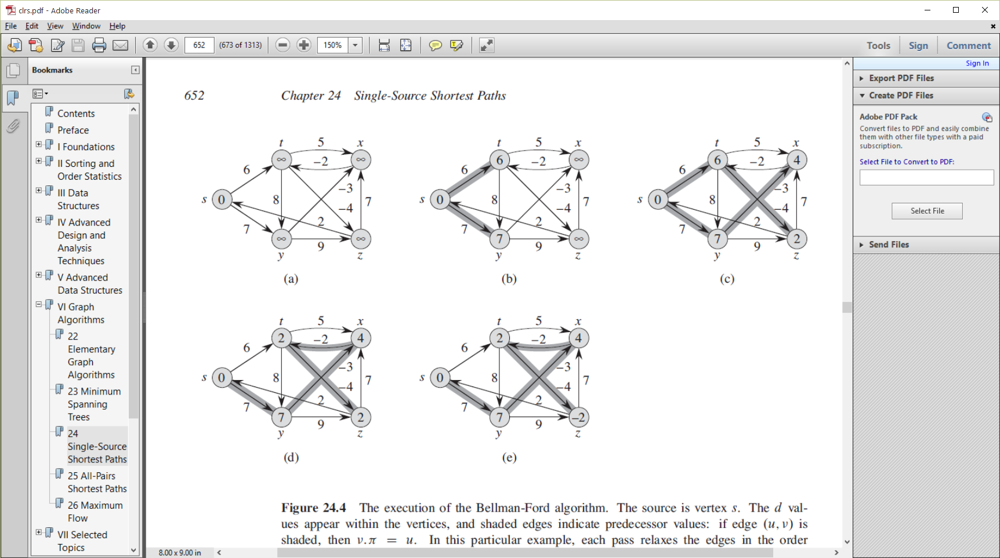 clrs.pdf - Adobe Reader
File Edit View Window Help
652 (673 of 1313) 150% Tools Sign Comment
Sign In
Bookmarks
Contents
Preface
I Foundations
II Sorting and
Order Statistics
III Data
Structures
IV Advanced
Design and
Analysis
Techniques
V Advanced
Data Structures
VI Graph
Algorithms
22
Elementary
Graph
Algorithms
23 Minimum
Spanning
Trees
24
Single-Source
Shortest Paths
25 All-Pairs
Shortest Paths
26 Maximum
Flow
VII Selected
Topics
652 Chapter 24 Single-Source Shortest Paths
t 5 x
∞ –2 ∞
6
–3
s 0 8 7
–4
2
7
∞ 9 ∞
y z
(a)
t 5 x
6 –2 ∞
6
–3
s 0 8 7
–4
2
7
7 9 ∞
y z
(b)
t 5 x
6 –2 4
6
–3
s 0 8 7
–4
2
7
7 9 2
y z
(c)
t 5 x
2 –2 4
6
–3
s 0 8 7
–4
2
7
7 9 2
y z
(d)
t 5 x
2 –2 4
6
–3
s 0 8 7
–4
2
7
7 9 –2
y z
(e)
Figure 24.4 The execution of the Bellman-Ford algorithm. The source is vertex s. The d val-
ues appear within the vertices, and shaded edges indicate predecessor values: if edge (u, v) is
shaded, then v.π = u. In this particular example, each pass relaxes the edges in the order
8.00 x 9.00 in
Export PDF Files
Create PDF Files
Adobe PDF Pack
Convert files to PDF and easily combine
them with other file types with a paid
subscription.
Select File to Convert to PDF:
Select File
Send Files